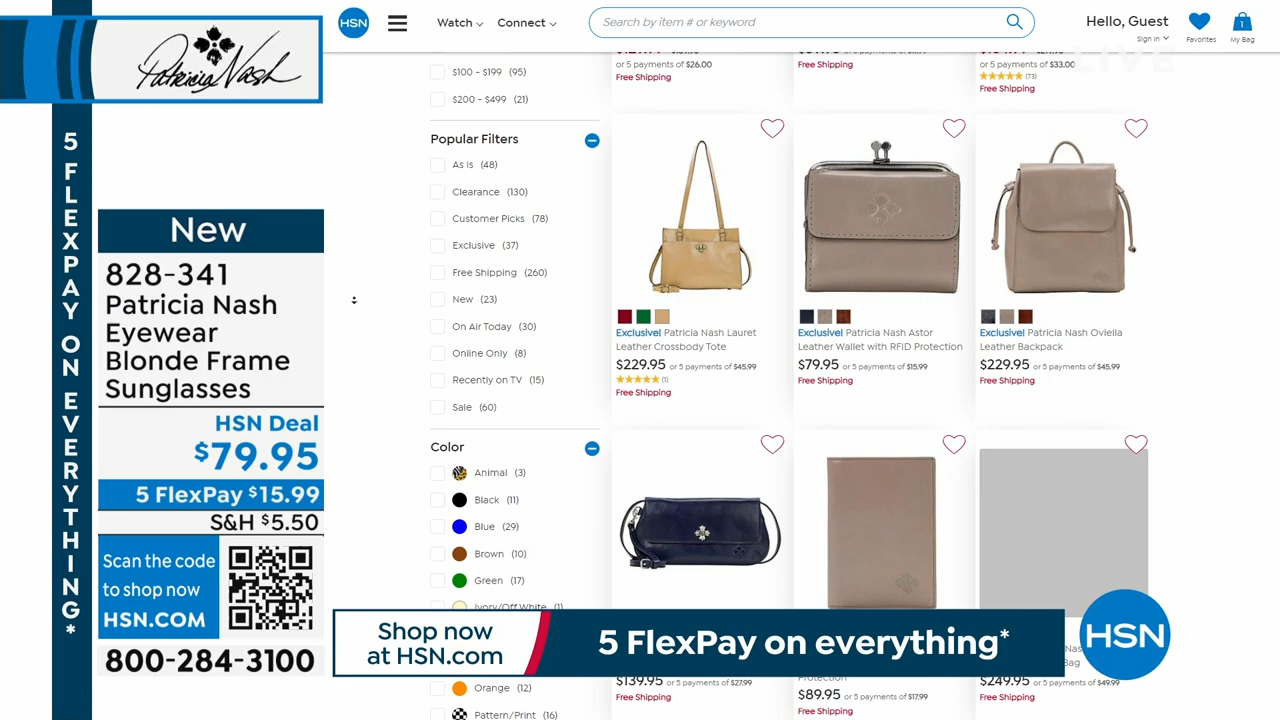 Patricia Nash
5 FLEXPAY ON EVERYTHING*
New
828-341
Patricia Nash
Eyewear
Blonde Frame
Sunglasses
HSN Deal
$79.95
5 FlexPay $15.99
S&H $5.50
Scan the code
to shop now
HSN.COM
800-284-3100
HSN
Watch
Connect
Search by item # or keyword
Hello, Guest
Sign in
Favorites
1
My Bag
LIVE
$100 - $199 (95)
$200 - $499 (21)
Popular Filters
As Is (48)
Clearance (130)
Customer Picks (78)
Exclusive (37)
Free Shipping (260)
New (23)
On Air Today (30)
Online Only (8)
Recently on TV (15)
Sale (60)
Color
Animal (3)
Black (11)
Blue (29)
Brown (10)
Green (17)
Ivory/Off White (1)
Orange (12)
Pattern/Print (16)
or 5 payments of $26.00
Free Shipping
Free Shipping
or 5 payments of $33.00
(73)
Free Shipping
Exclusive! Patricia Nash Lauret
Leather Crossbody Tote
$229.95 or 5 payments of $45.99
(1)
Free Shipping
Exclusive! Patricia Nash Astor
Leather Wallet with RFID Protection
$79.95 or 5 payments of $15.99
Free Shipping
Exclusive! Patricia Nash Oviella
Leather Backpack
$229.95 or 5 payments of $45.99
Free Shipping
$139.95 or 5 payments of $27.99
Free Shipping
Protection
$89.95 or 5 payments of $17.99
Free Shipping
Bag
$249.95 or 5 payments of $49.99
Free Shipping
Shop now
at HSN.com
5 FlexPay on everything*
HSN